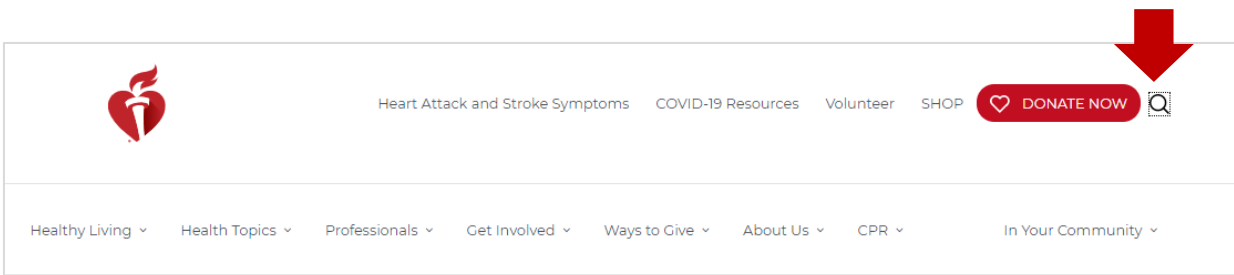 Heart Attack and Stroke Symptoms COVID-19 Resources Volunteer SHOP DONATE NOW
Healthy Living Health Topics Professionals Get Involved Ways to Give About Us CPR In Your Community